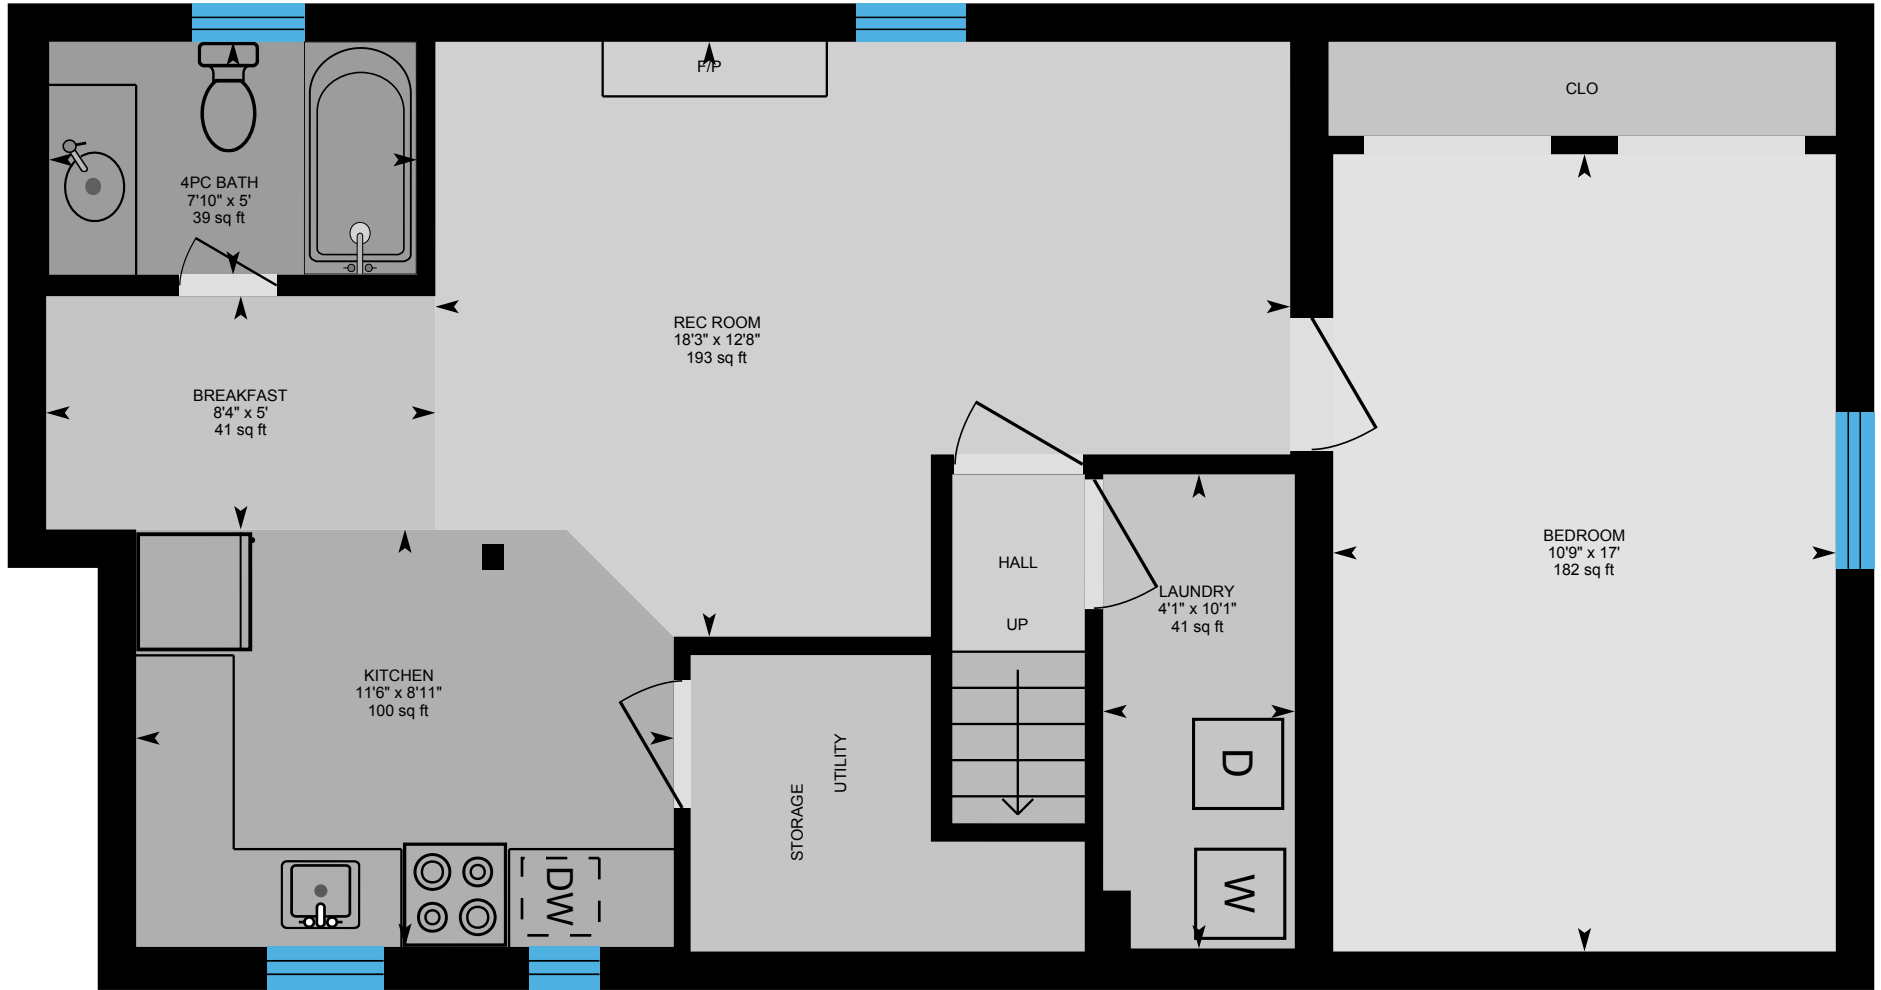 F/P
CLO
4PC BATH
7'10" x 5'
39 sq ft
REC ROOM
18'3" x 12'8"
193 sq ft
BREAKFAST
8'4" x 5'
41 sq ft
BEDROOM
10'9" x 17'
182 sq ft
HALL
UP
LAUNDRY
4'1" x 10'1"
41 sq ft
KITCHEN
11'6" x 8'11"
100 sq ft
STORAGE
UTILITY
D
W
DW